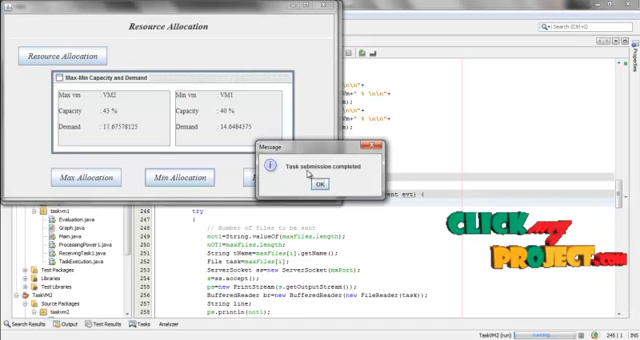 Resource Allocation
Search (Ctrl+I)
Resource Allocation
Max-Min Capacity and Demand
Max vm : VM2
Min vm : VM1
Capacity : 43 %
Capacity : 40 %
Demand : 17.67578125
Demand : 14.6484375
Max Allocation
Min Allocation
Message
Task submission completed
OK
Properties
\n\n"+
Vm+" % \n\n"+
Vm+" % \n\n"+
ent evt) {
taskvm1
Evaluation.java
Graph.java
Main.java
ProcessingPower1.java
ReceivingTask1.java
TaskExecution.java
Test Packages
Libraries
Test Libraries
TaskVM2
Source Packages
taskvm2
246 try
247 {
248 // Number of files to be sent
249 not1=String.valueOf(maxFiles.length);
250 NOT1=maxFiles.length;
251 String tName=maxFiles[i].getName();
252 File task=maxFiles[i];
253 ServerSocket ss=new ServerSocket(mxPort);
254 s=ss.accept();
255 ps=new PrintStream(s.getOutputStream());
256 BufferedReader br=new BufferedReader(new FileReader(task));
257 String line;
258 ps.println(not1);
CLICK my
PROJECT.com
Search Results
Output
Test Results
Tasks
Analyzer
TaskVM2 (run)
running...
245 | 1
INS